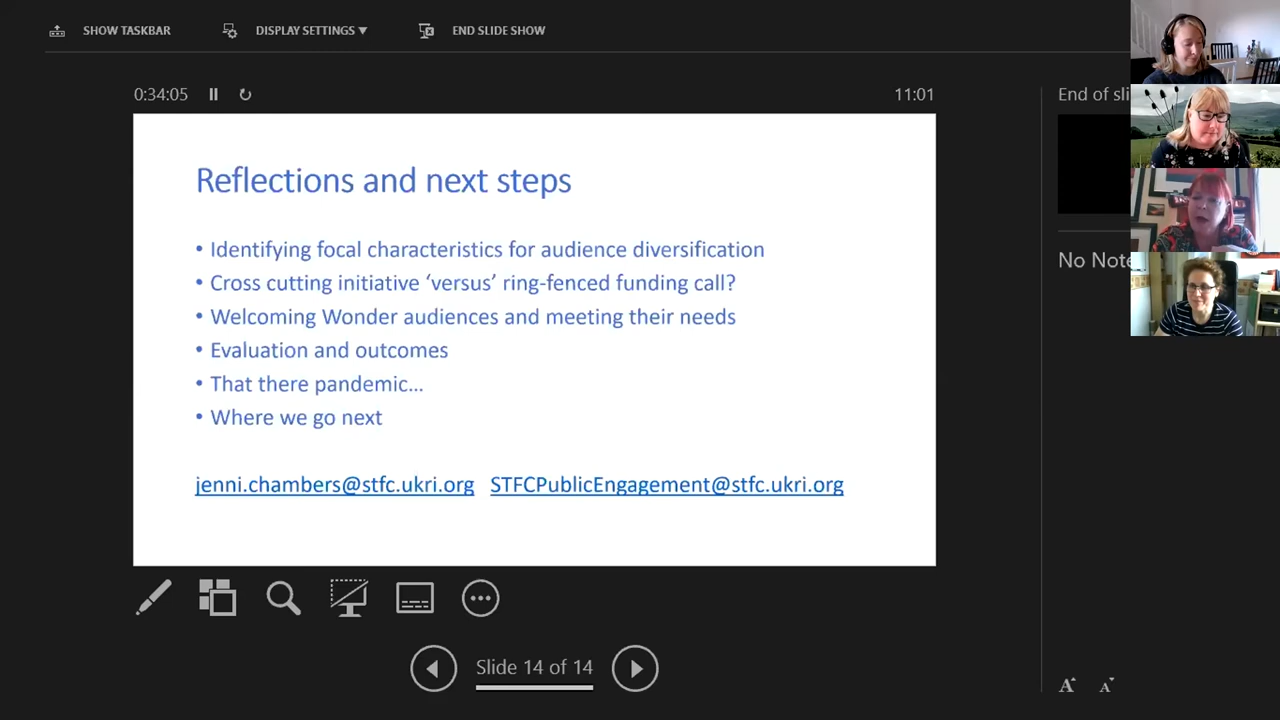 SHOW TASKBAR DISPLAY SETTINGS ▼ END SLIDE SHOW
0:34:05 11:01
End of sli
Reflections and next steps
• Identifying focal characteristics for audience diversification
• Cross cutting initiative ‘versus’ ring-fenced funding call?
• Welcoming Wonder audiences and meeting their needs
• Evaluation and outcomes
• That there pandemic...
• Where we go next
jenni.chambers@stfc.ukri.org STFCPublicEngagement@stfc.ukri.org
No Note
Slide 14 of 14
A A